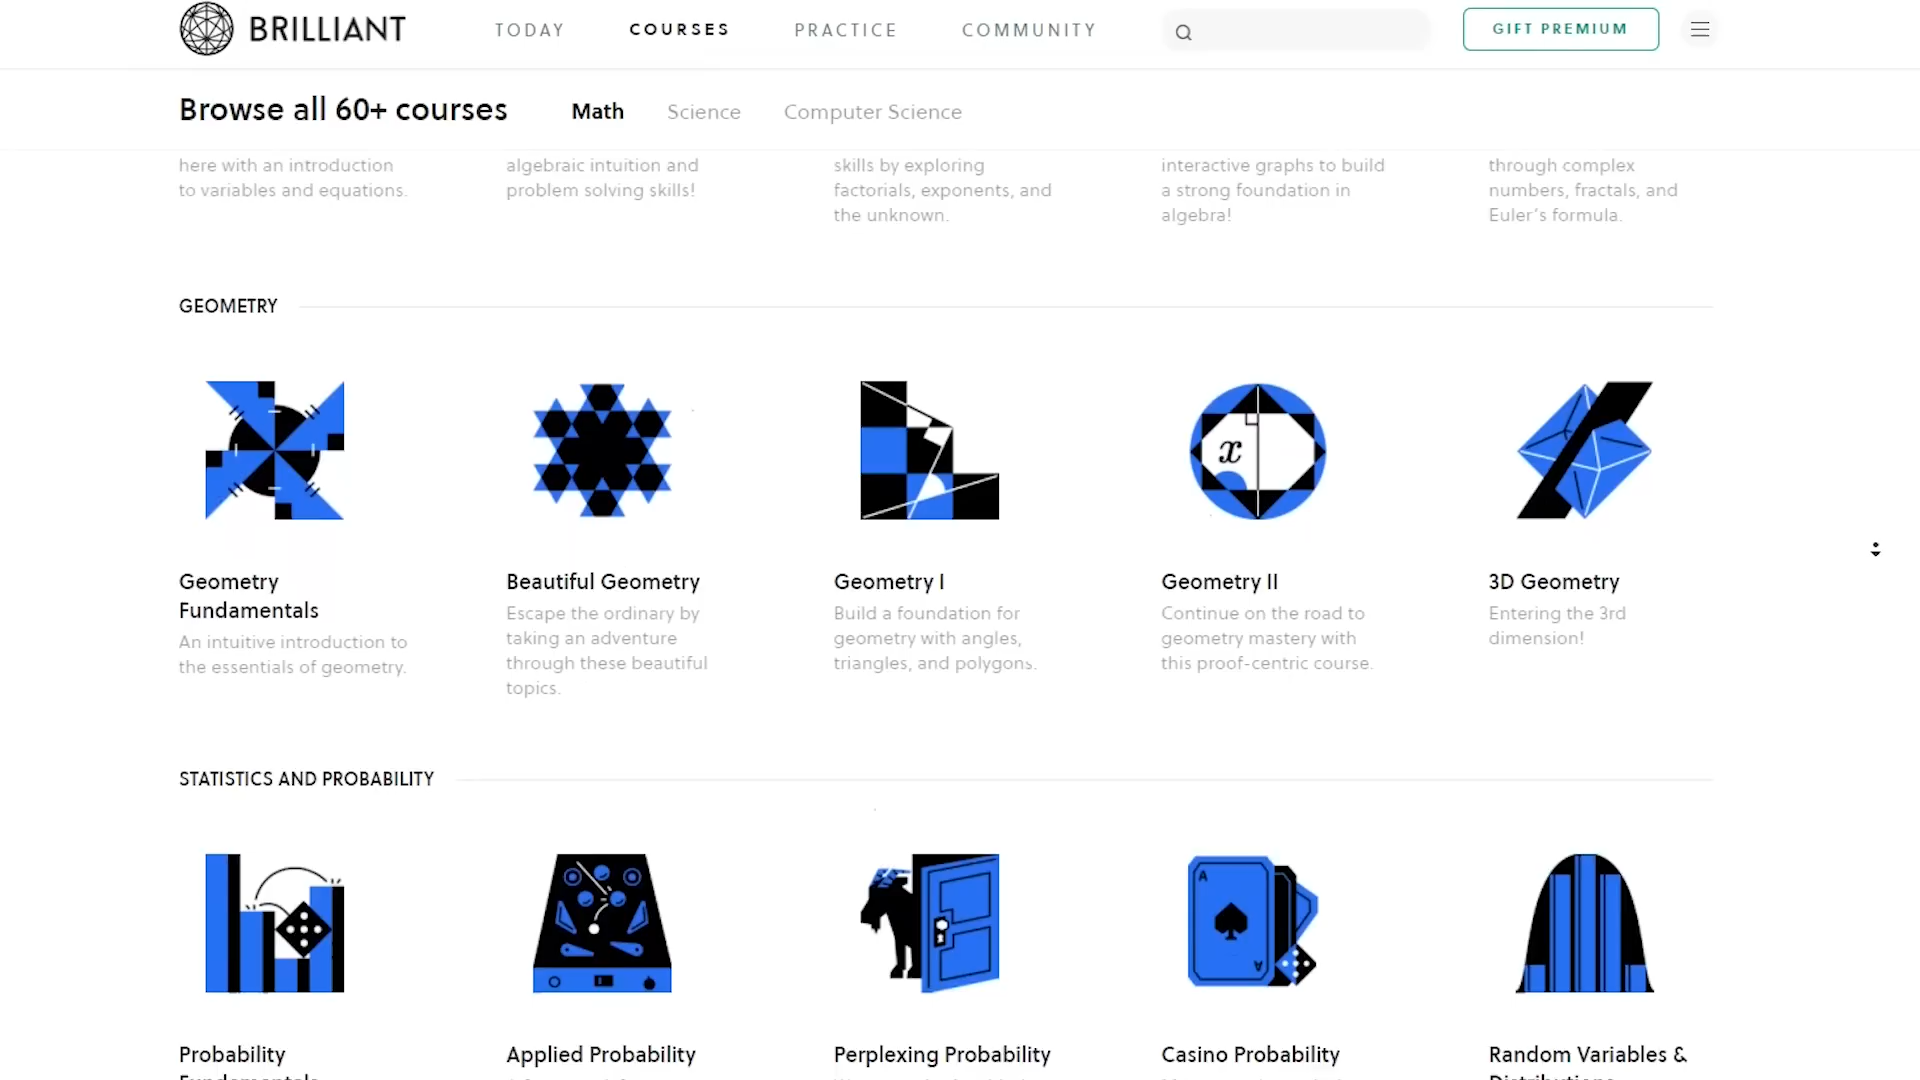 BRILLIANT TODAY COURSES PRACTICE COMMUNITY GIFT PREMIUM
Browse all 60+ courses Math Science Computer Science
here with an introduction
to variables and equations.
algebraic intuition and
problem solving skills!
skills by exploring
factorials, exponents, and
the unknown.
interactive graphs to build
a strong foundation in
algebra!
through complex
numbers, fractals, and
Euler's formula.
GEOMETRY
x
Geometry
Fundamentals
An intuitive introduction to
the essentials of geometry.
Beautiful Geometry
Escape the ordinary by
taking an adventure
through these beautiful
topics.
Geometry I
Build a foundation for
geometry with angles,
triangles, and polygons.
Geometry II
Continue on the road to
geometry mastery with
this proof-centric course.
3D Geometry
Entering the 3rd
dimension!
STATISTICS AND PROBABILITY
A
A
Probability
Fundamentals
Applied Probability
Perplexing Probability
Casino Probability
Random Variables &
Distributions